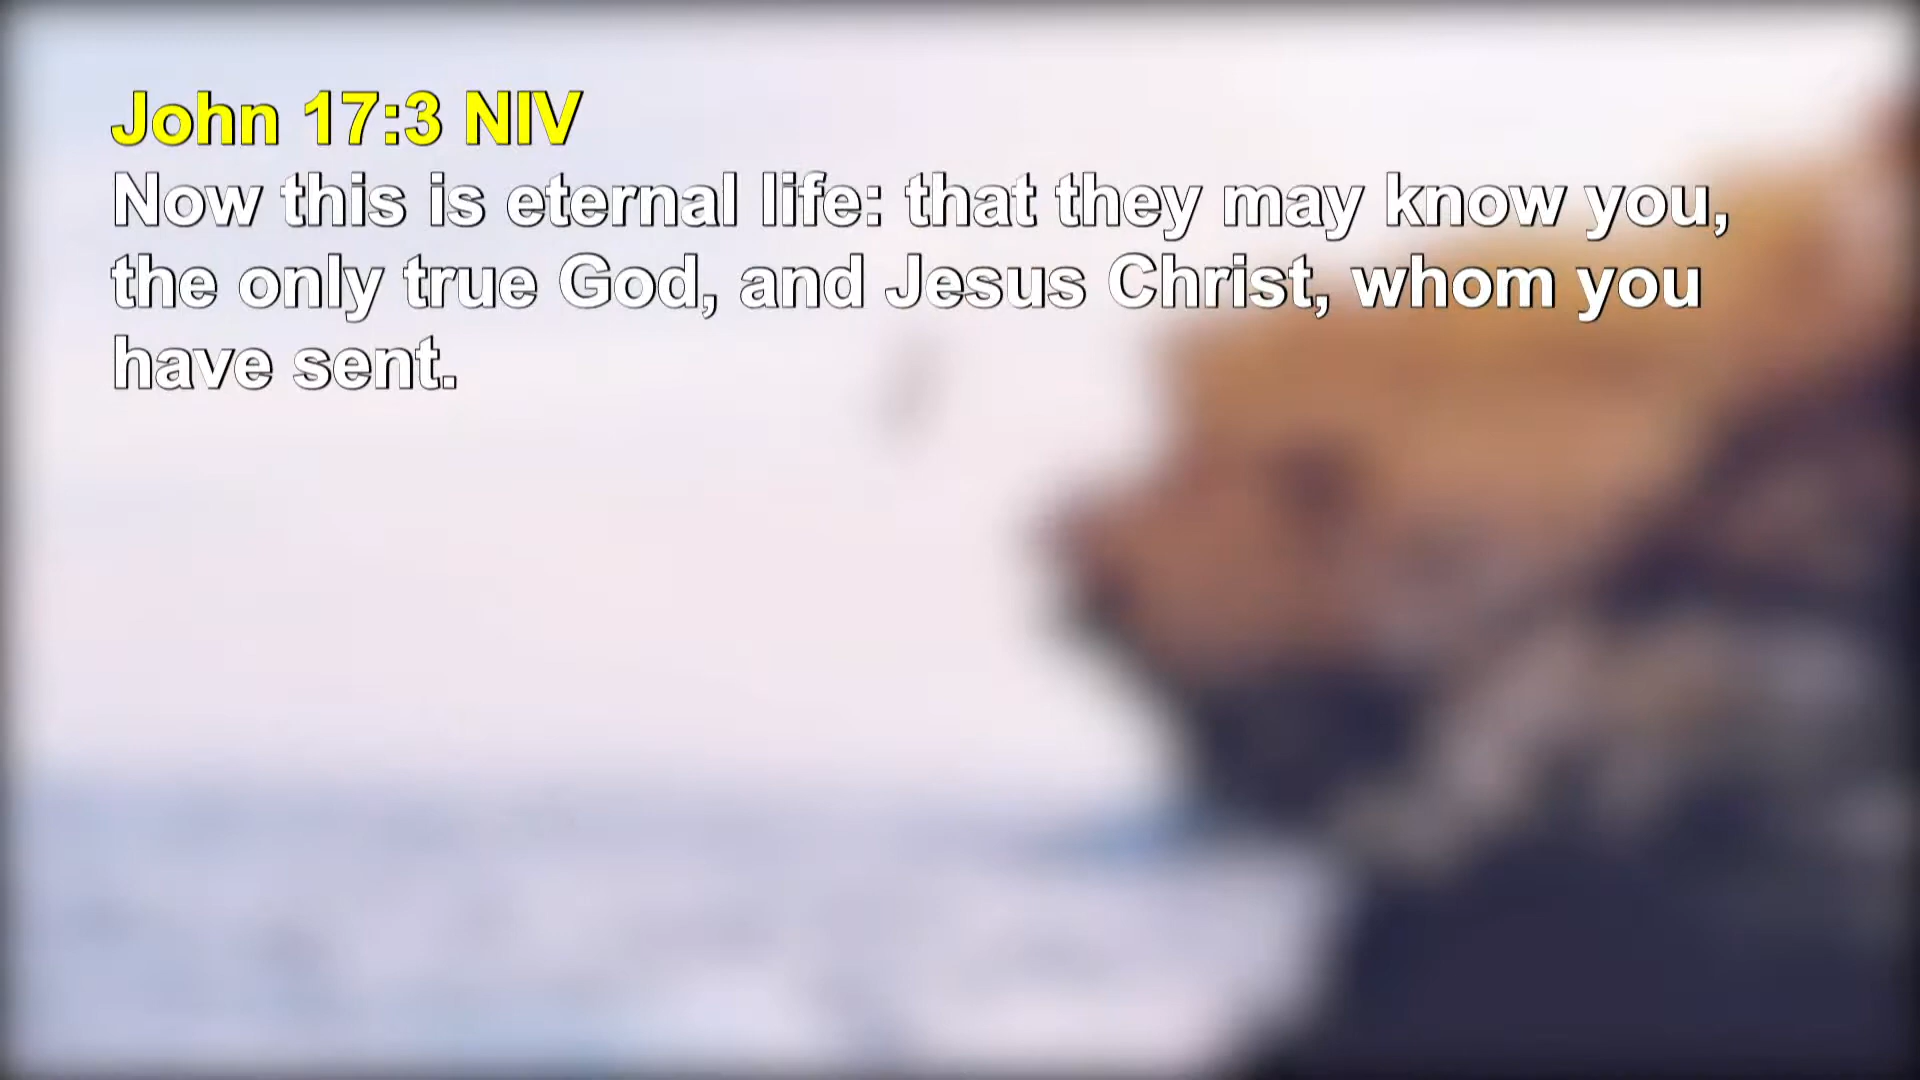 John 17:3 NIV
Now this is eternal life: that they may know you,
the only true God, and Jesus Christ, whom you
have sent.